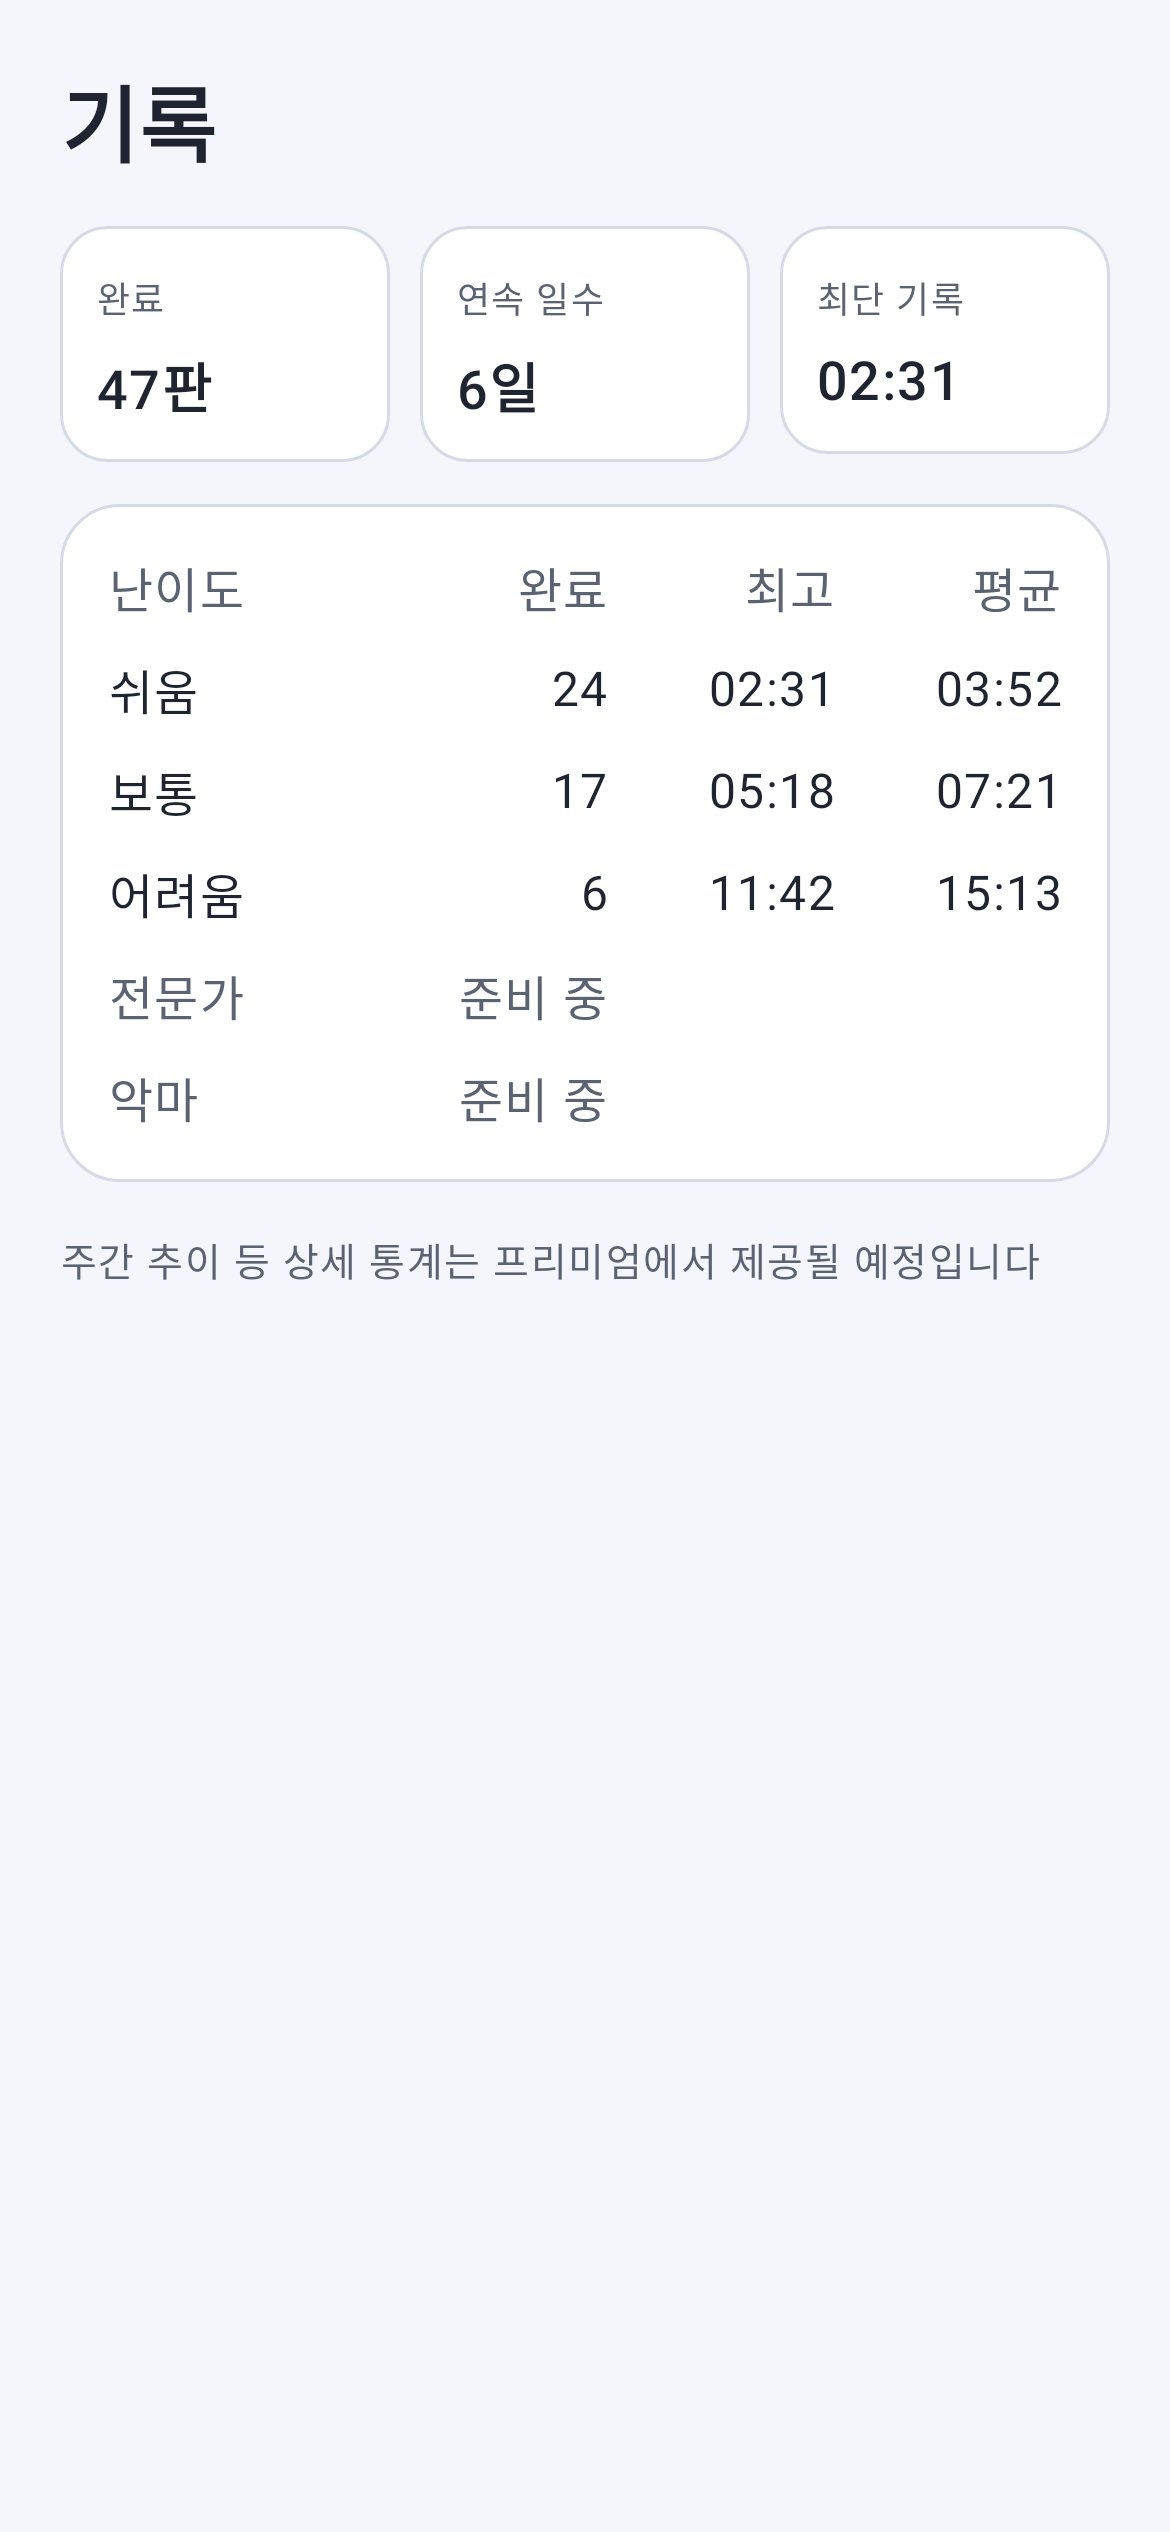 기록
완료
47판
연속 일수
6일
최단 기록
02:31
난이도 완료 최고 평균
쉬움 24 02:31 03:52
보통 17 05:18 07:21
어려움 6 11:42 15:13
전문가 준비 중
악마 준비 중
주간 추이 등 상세 통계는 프리미엄에서 제공될 예정입니다